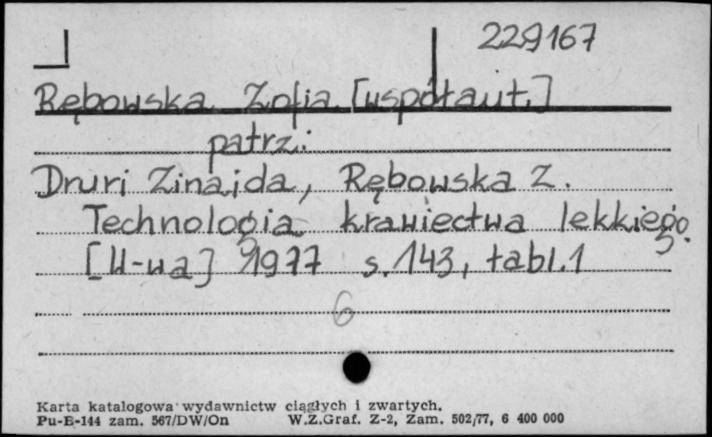 229167
Rębowska Zofia [współaut.]
patrz:
Druri Zinaida, Rębowska Z.
Technologia krawiectwa lekkiego.
[W-wa] 1977 s. 143, tabl. 1
6
Karta katalogowa wydawnictw ciągłych i zwartych.
Pu-B-144 zam. 567/DW/On W.Z.Graf. Z-2, Zam. 502/77, 6 400 000